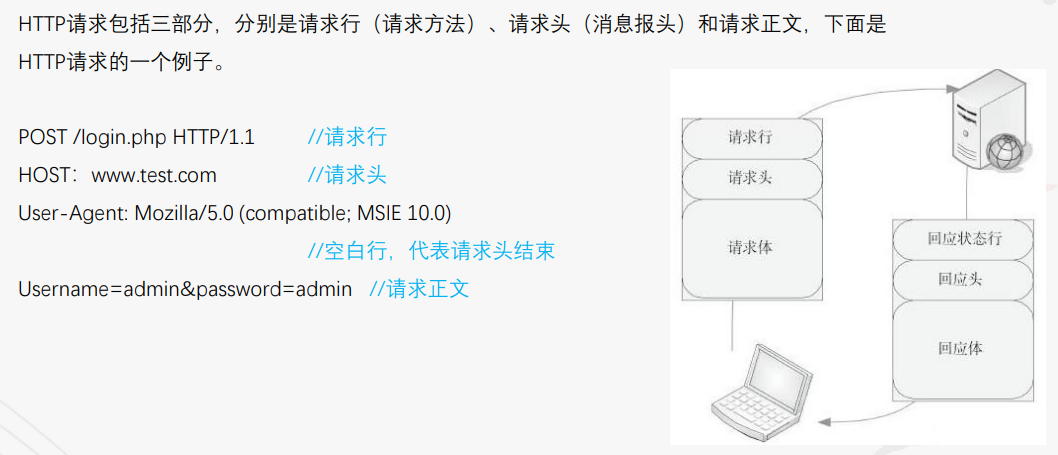 HTTP请求包括三部分，分别是请求行（请求方法）、请求头（消息报头）和请求正文，下面是
HTTP请求的一个例子。
POST /login.php HTTP/1.1 //请求行
HOST：www.test.com //请求头
User-Agent: Mozilla/5.0 (compatible; MSIE 10.0)
//空白行，代表请求头结束
Username=admin&password=admin //请求正文
请求行
请求头
请求体
回应状态行
回应头
回应体